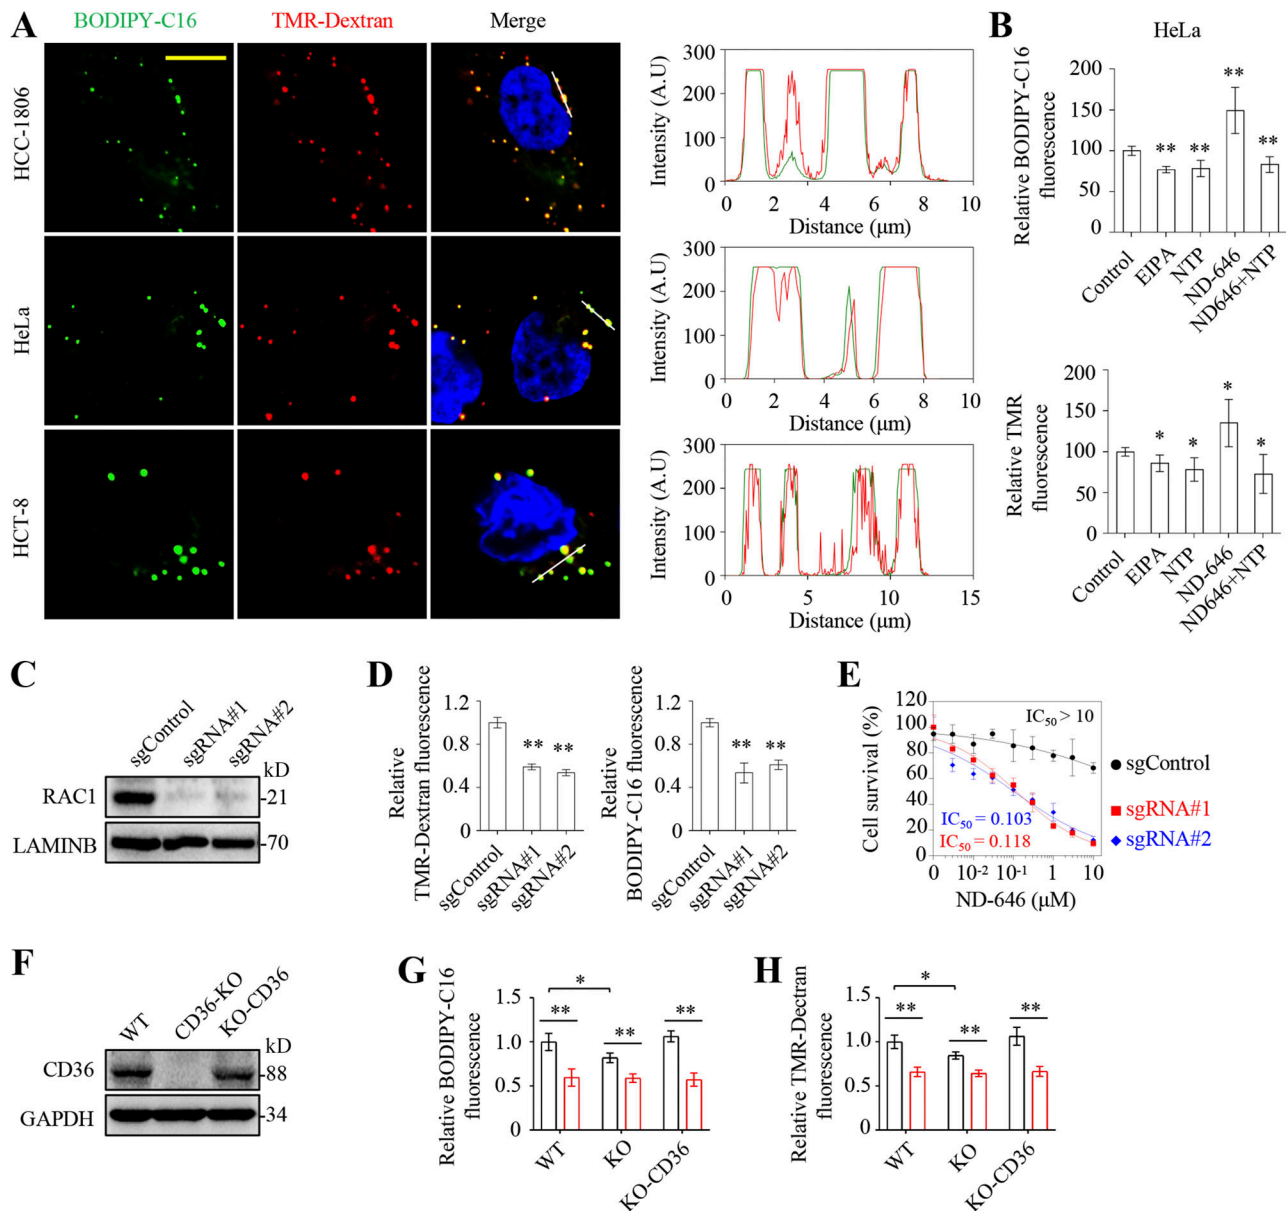 A
BODIPY-C16
TMR-Dextran
Merge
HCC-1806
HeLa
HCT-8
Intensity (A.U)
300
200
100
0
0 2 4 6 8 10
Distance (μm)
Intensity (A.U)
300
200
100
0
0 2 4 6 8 10
Distance (μm)
Intensity (A.U)
300
200
100
0
0 5 10 15
Distance (μm)
B
HeLa
Relative BODIPY-C16
fluorescence
200
150
100
50
0
** ** ** **
Control
EIPA
NTP
ND-646
ND646+NTP
Relative TMR
fluorescence
200
150
100
50
0
* * * *
Control
EIPA
NTP
ND-646
ND646+NTP
C
sgControl
sgRNA#1
sgRNA#2
kD
RAC1
-21
LAMINB
-70
D
Relative
TMR-Dextran fluorescence
1.2
0.8
0.4
0
** **
sgControl
sgRNA#1
sgRNA#2
Relative
BODIPY-C16 fluorescence
1.2
0.8
0.4
0
** **
sgControl
sgRNA#1
sgRNA#2
E
Cell survival (%)
120
100
80
60
40
20
0
IC50 > 10
IC50 = 0.103
IC50 = 0.118
0 10-2 10-1 1 10
ND-646 (μM)
sgControl
sgRNA#1
sgRNA#2
F
WT
CD36-KO
KO-CD36
kD
CD36
-88
GAPDH
-34
G
Relative BODIPY-C16
fluorescence
1.5
1.0
0.5
0
*
** ** **
WT
KO
KO-CD36
H
Relative TMR-Dectran
fluorescence
1.5
1.0
0.5
0
*
** ** **
WT
KO
KO-CD36